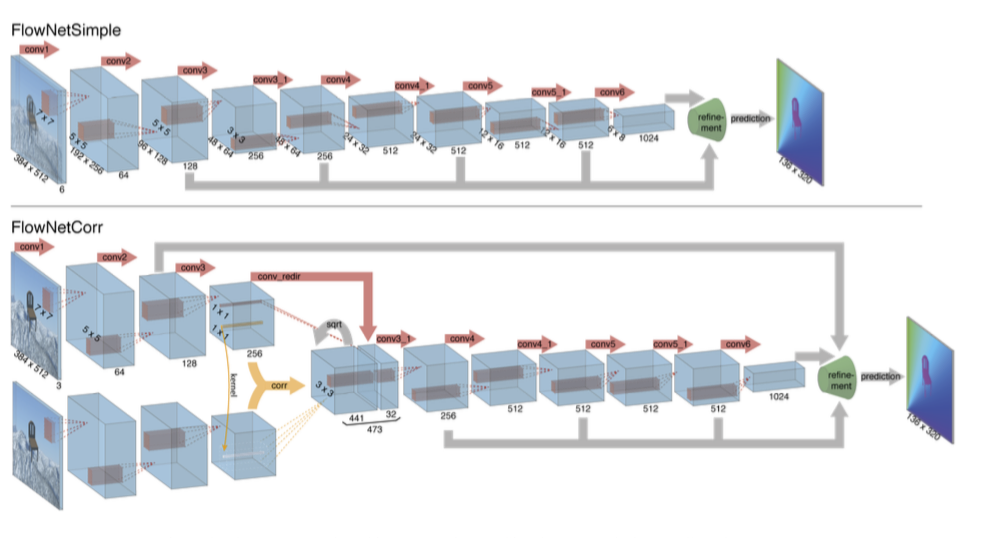 FlowNetSimple
conv1
conv2
conv3
conv3_1
conv4
conv4_1
conv5
conv5_1
conv6
7 x 7
384 x 512
6
5 x 5
192 x 256
64
5 x 5
96 x 128
128
3 x 3
48 x 64
256
48 x 64
256
24 x 32
512
24 x 32
512
12 x 16
512
12 x 16
512
6 x 8
1024
refine-
ment
prediction
136 x 320
FlowNetCorr
conv1
conv2
conv3
conv_redir
sqrt
conv3_1
conv4
conv4_1
conv5
conv5_1
conv6
7 x 7
384 x 512
3
5 x 5
64
128
1 x 1
1 x 1
256
kernel
corr
3 x 3
441
32
473
256
512
512
512
512
1024
refine-
ment
prediction
136 x 320